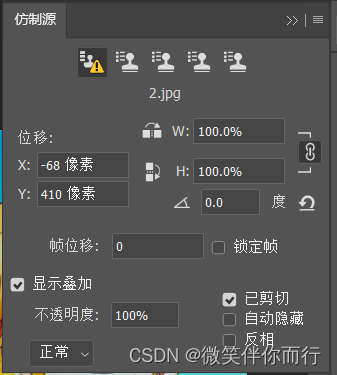 仿制源
2.jpg
位移:
W: 100.0%
X: -68 像素
H: 100.0%
Y: 410 像素
0.0 度
帧位移: 0 锁定帧
显示叠加
已剪切
不透明度: 100%
自动隐藏
反相
正常
CSDN @微笑伴你而行